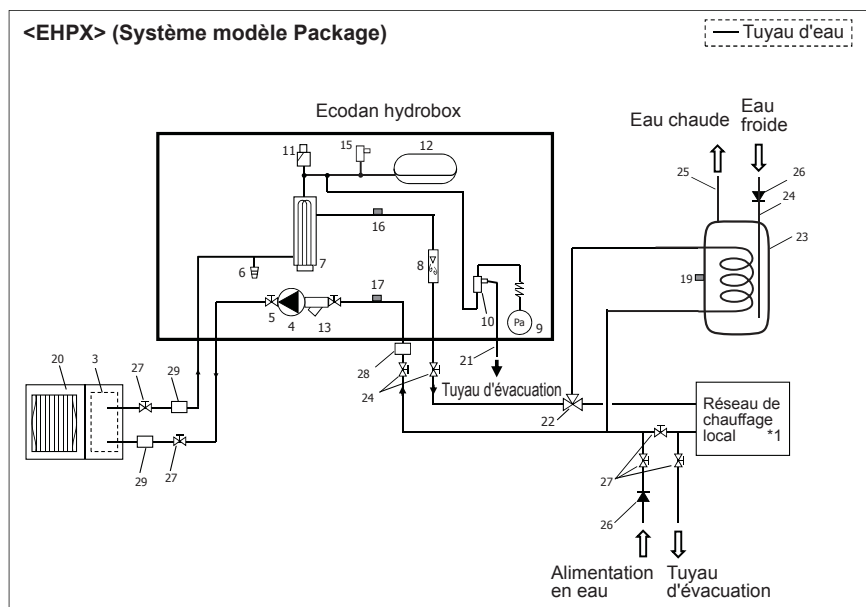 <EHPX> (Système modèle Package)
Tuyau d'eau
Ecodan hydrobox
Eau chaude
Eau
froide
11
15
12
25
26
24
23
16
6
7
8
19
17
5
4
13
10
Pa
9
21
28
24
Tuyau d'évacuation
22
20
3
27
29
29
27
Réseau de
chauffage
local *1
27
26
Alimentation
en eau
Tuyau
d'évacuation